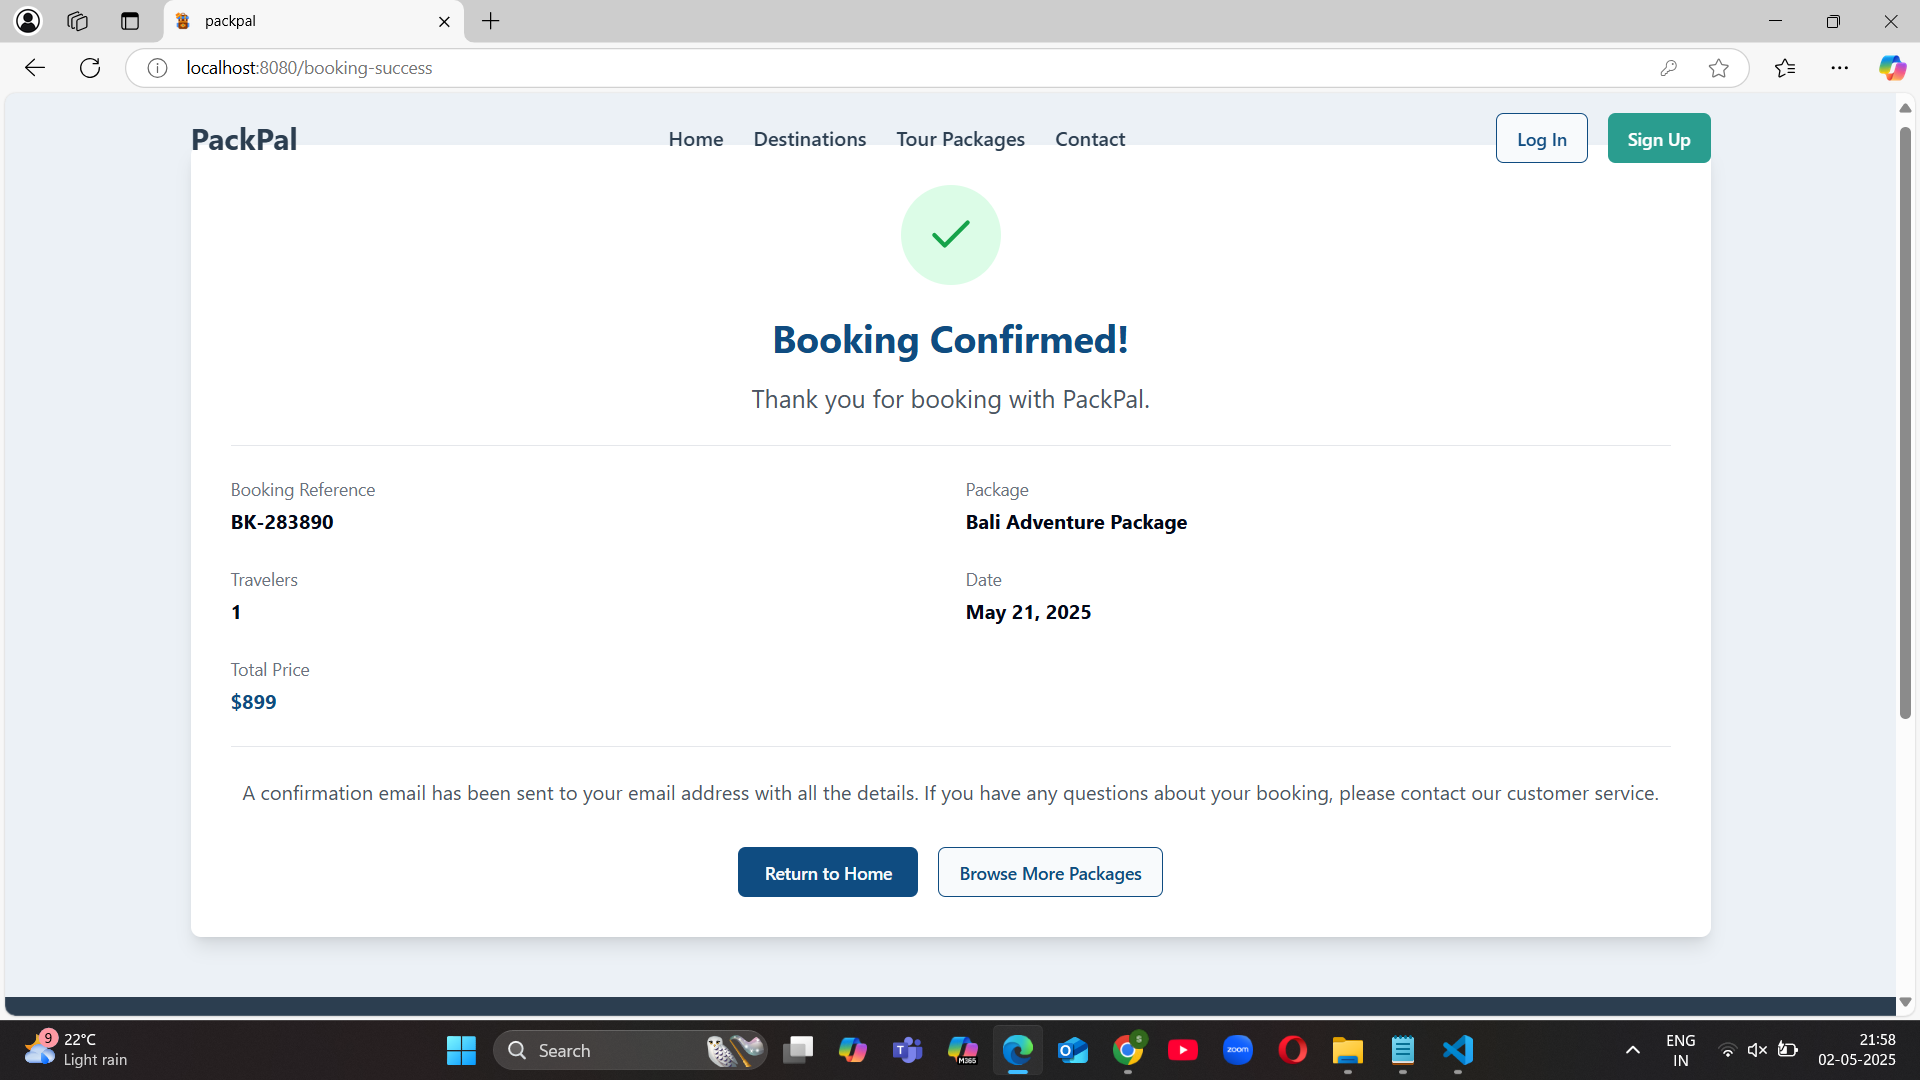 packpal
localhost:8080/booking-success
PackPal
Home
Destinations
Tour Packages
Contact
Log In
Sign Up
Booking Confirmed!
Thank you for booking with PackPal.
Booking Reference
BK-283890
Package
Bali Adventure Package
Travelers
1
Date
May 21, 2025
Total Price
$899
A confirmation email has been sent to your email address with all the details. If you have any questions about your booking, please contact our customer service.
Return to Home
Browse More Packages
9
22°C
Light rain
Search
T
M365
O
S
zoom
ENG
IN
21:58
02-05-2025